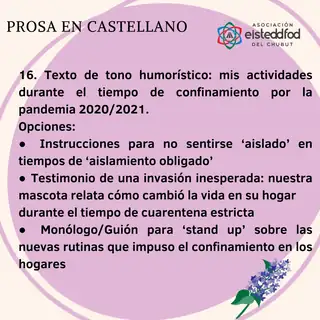 PROSA EN CASTELLANO
ASOCIACIÓN
eisteddfod
DEL CHUBUT
16. Texto de tono humorístico: mis actividades
durante el tiempo de confinamiento por la
pandemia 2020/2021.
Opciones:
● Instrucciones para no sentirse ‘aislado’ en
tiempos de ‘aislamiento obligado’
● Testimonio de una invasión inesperada: nuestra
mascota relata cómo cambió la vida en su hogar
durante el tiempo de cuarentena estricta
● Monólogo/Guión para ‘stand up’ sobre las
nuevas rutinas que impuso el confinamiento en los
hogares